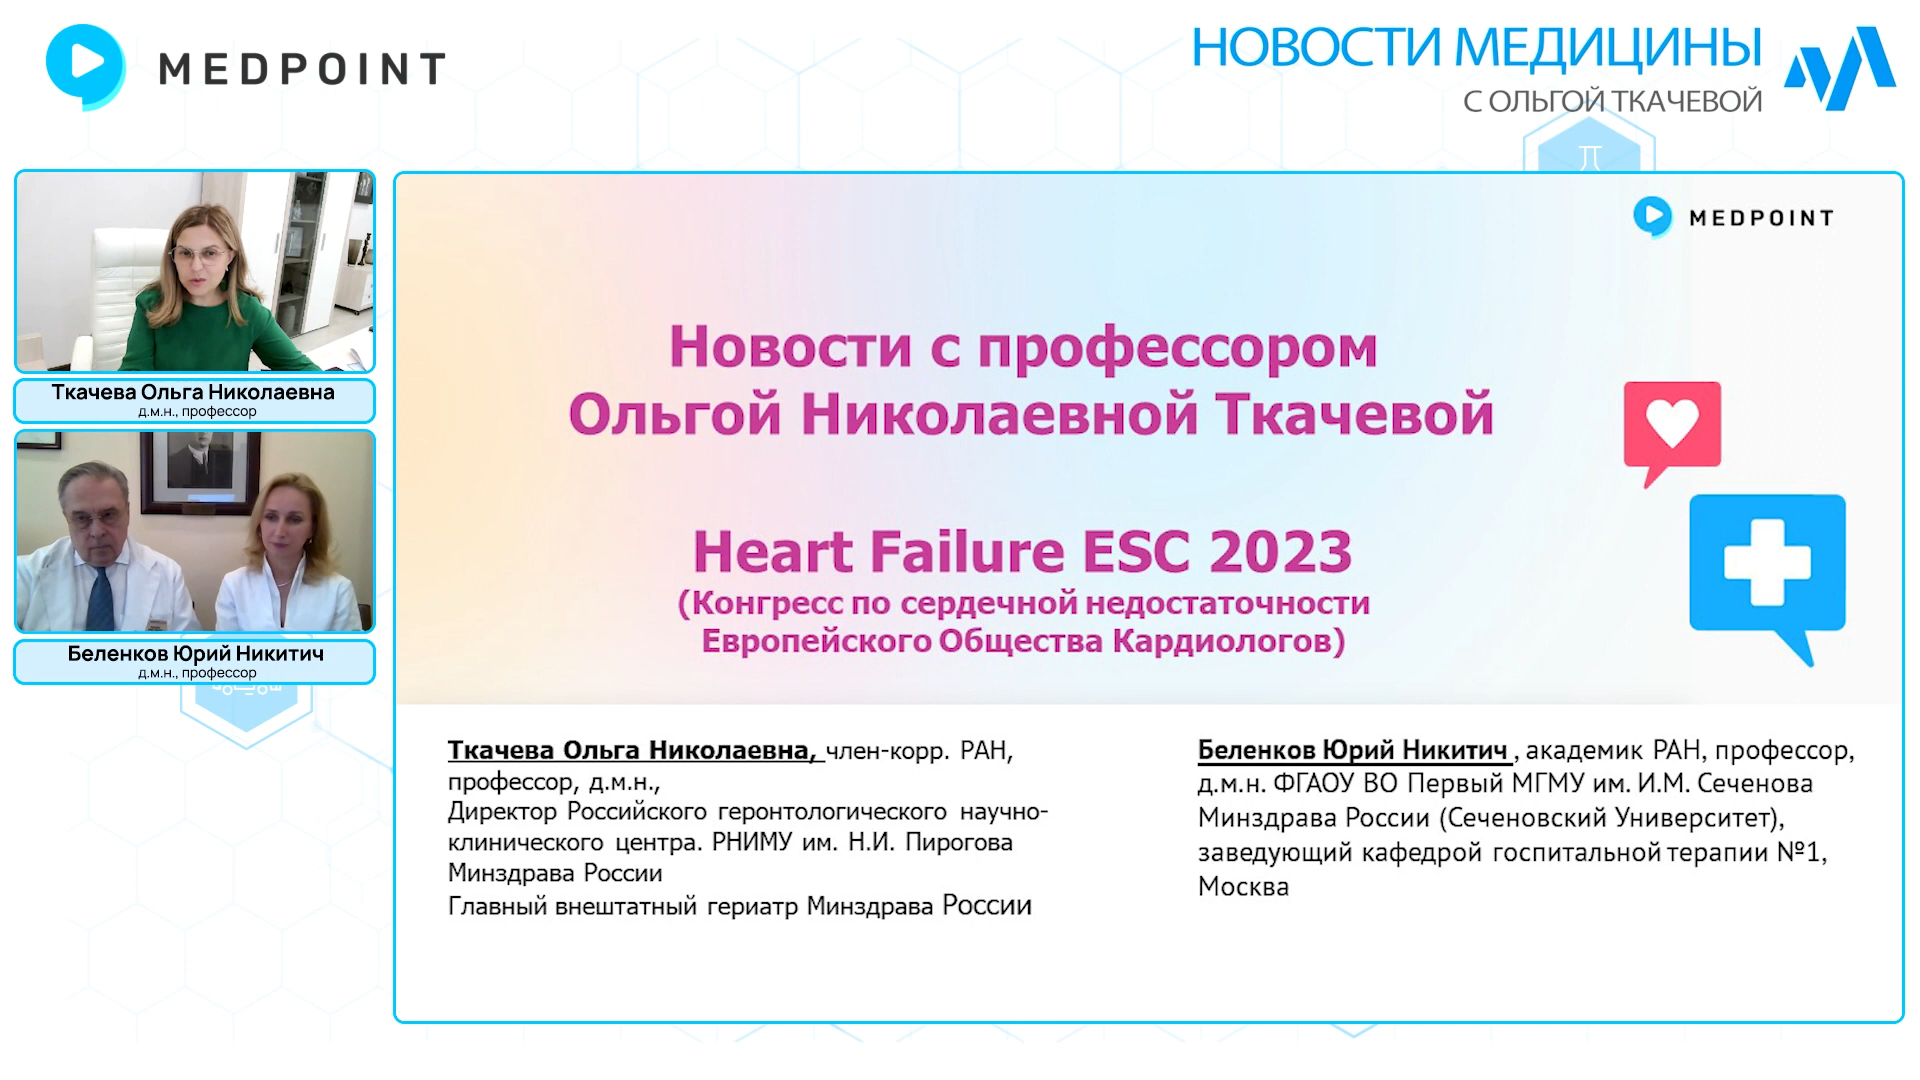 MEDPOINT
НОВОСТИ МЕДИЦИНЫ
С ОЛЬГОЙ ТКАЧЕВОЙ
Ткачева Ольга Николаевна
д.м.н., профессор
Беленков Юрий Никитич
д.м.н., профессор
MEDPOINT
Новости с профессором
Ольгой Николаевной Ткачевой
Heart Failure ESC 2023
(Конгресс по сердечной недостаточности
Европейского Общества Кардиологов)
Ткачева Ольга Николаевна, член-корр. РАН,
профессор, д.м.н.,
Директор Российского геронтологического научно-
клинического центра. РНИМУ им. Н.И. Пирогова
Минздрава России
Главный внештатный гериатр Минздрава России
Беленков Юрий Никитич , академик РАН, профессор,
д.м.н. ФГАОУ ВО Первый МГМУ им. И.М. Сеченова
Минздрава России (Сеченовский Университет),
заведующий кафедрой госпитальной терапии №1,
Москва